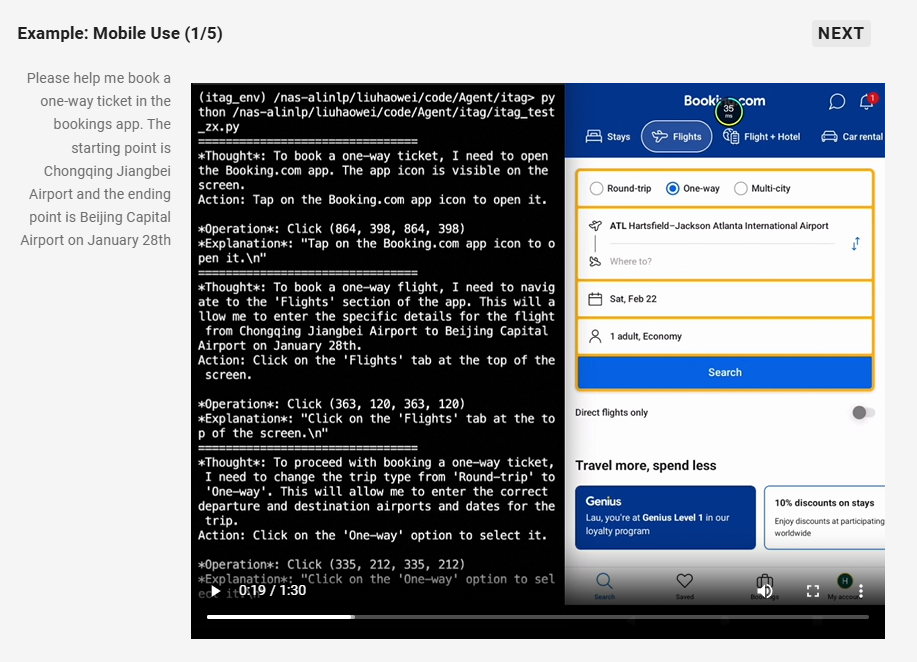 Example: Mobile Use (1/5)
NEXT
Please help me book a
one-way ticket in the
bookings app. The
starting point is
Chongqing Jiangbei
Airport and the ending
point is Beijing Capital
Airport on January 28th
(itag_env) /nas-alinlp/liuhaowei/code/Agent/itag> py
thon /nas-alinlp/liuhaowei/code/Agent/itag/itag_test
_zx.py
================================
*Thought*: To book a one-way ticket, I need to open
the Booking.com app. The app icon is visible on the
screen.
Action: Tap on the Booking.com app icon to open it.
*Operation*: Click (864, 398, 864, 398)
*Explanation*: "Tap on the Booking.com app icon to o
pen it.\n"
================================
*Thought*: To book a one-way flight, I need to navig
ate to the 'Flights' section of the app. This will a
llow me to enter the specific details for the flight
from Chongqing Jiangbei Airport to Beijing Capital
Airport on January 28th.
Action: Click on the 'Flights' tab at the top of the
screen.
*Operation*: Click (363, 120, 363, 120)
*Explanation*: "Click on the 'Flights' tab at the to
p of the screen.\n"
================================
*Thought*: To proceed with booking a one-way ticket,
I need to change the trip type from 'Round-trip' to
'One-way'. This will allow me to enter the correct
departure and destination airports and dates for the
trip.
Action: Click on the 'One-way' option to select it.
*Operation*: Click (335, 212, 335, 212)
*Explanation*: "Click on the 'One-way' option to sel
ect it.\n"
0:19 / 1:30
Booking.com
35
ms
1
Stays
Flights
Flight + Hotel
Car rental
Round-trip
One-way
Multi-city
ATL Hartsfield–Jackson Atlanta International Airport
Where to?
Sat, Feb 22
1 adult, Economy
Search
Direct flights only
Travel more, spend less
Genius
Lau, you're at Genius Level 1 in our
loyalty program
10% discounts on stays
Enjoy discounts at participating
worldwide
H
Search
Saved
Bookings
My account